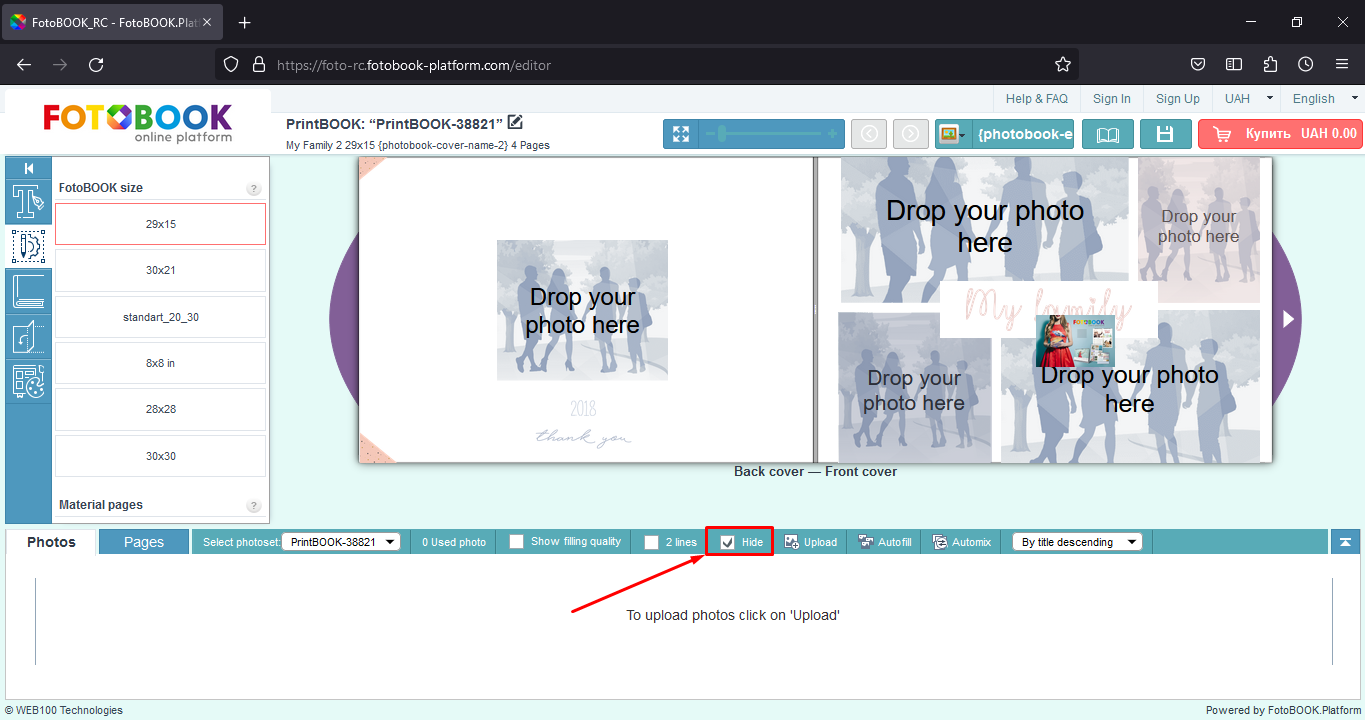 FotoBOOK_RC - FotoBOOK.Plat
https://foto-rc.fotobook-platform.com/editor
Help & FAQ
Sign In
Sign Up
UAH
English
FOTOBOOK
online platform
PrintBOOK: “PrintBOOK-38821”
My Family 2 29x15 {photobook-cover-name-2} 4 Pages
{photobook-e
Купить UAH 0.00
FotoBOOK size
?
29x15
30x21
standart_20_30
8x8 in
28x28
30x30
Material pages
?
Drop your
photo here
2018
thank you
Drop your photo
here
Drop your
photo here
My family
FOTOBOOK
Drop your
photo here
Drop your photo
here
Back cover — Front cover
Photos
Pages
Select photoset:
PrintBOOK-38821
0 Used photo
Show filling quality
2 lines
Hide
Upload
Autofill
Automix
By title descending
To upload photos click on 'Upload'
© WEB100 Technologies
Powered by FotoBOOK.Platform